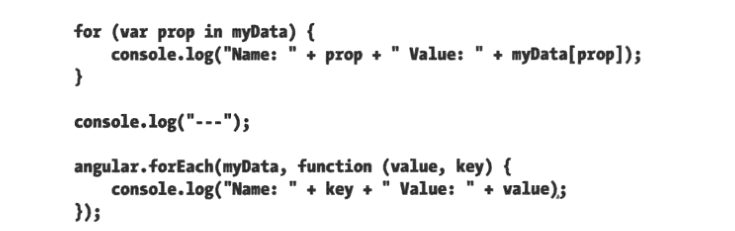 for (var prop in myData) {
    console.log("Name: " + prop + " Value: " + myData[prop]);
}

console.log("---");

angular.forEach(myData, function (value, key) {
    console.log("Name: " + key + " Value: " + value);
});